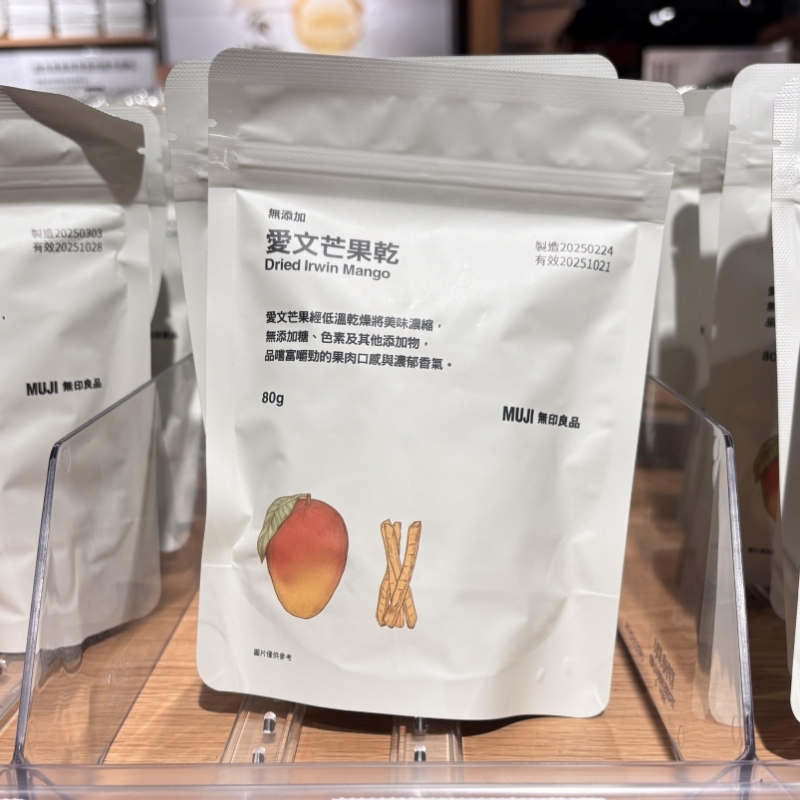 無添加
愛文芒果乾
Dried Irwin Mango
製造20250224
有效20251021
愛文芒果經低溫乾燥將美味濃縮，
無添加糖、色素及其他添加物，
品嚐富嚼勁的果肉口感與濃郁香氣。
80g
MUJI 無印良品
圖片僅供參考
製造20250303
有效20251028
MUJI 無印良品